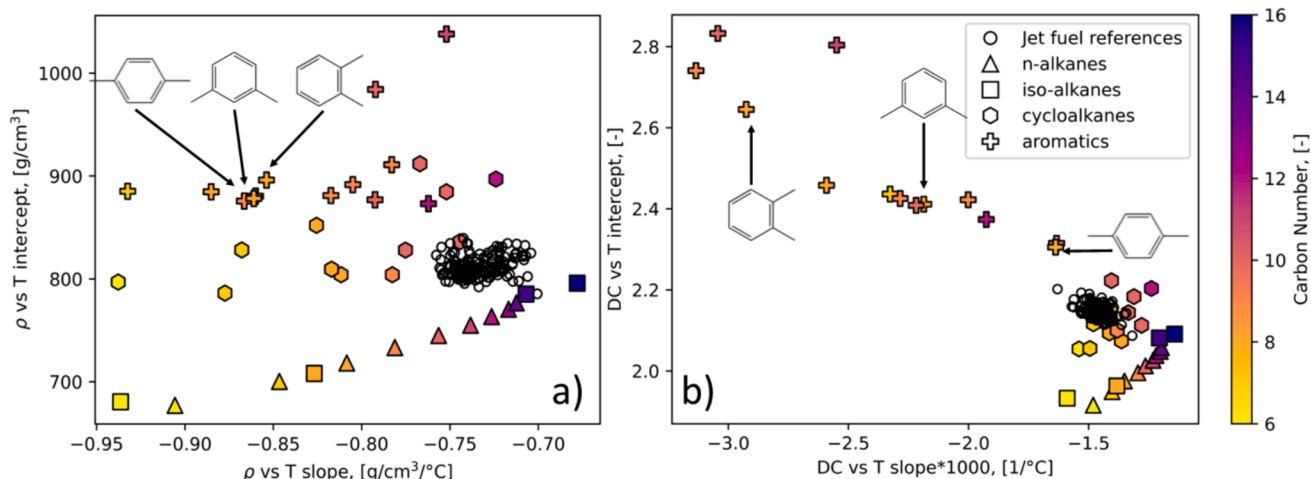 1000
900
800
700
ρ vs T intercept, [g/cm³]
−0.95
−0.90
−0.85
−0.80
−0.75
−0.70
ρ vs T slope, [g/cm³/°C]
a)
2.8
2.6
2.4
2.2
2.0
DC vs T intercept, [-]
−3.0
−2.5
−2.0
−1.5
DC vs T slope*1000, [1/°C]
b)
Jet fuel references
n-alkanes
iso-alkanes
cycloalkanes
aromatics
16
14
12
10
8
6
Carbon Number, [-]